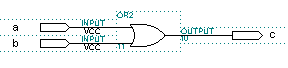 OR2
a INPUT
VCC
OUTPUT c
b INPUT
VCC
11
10